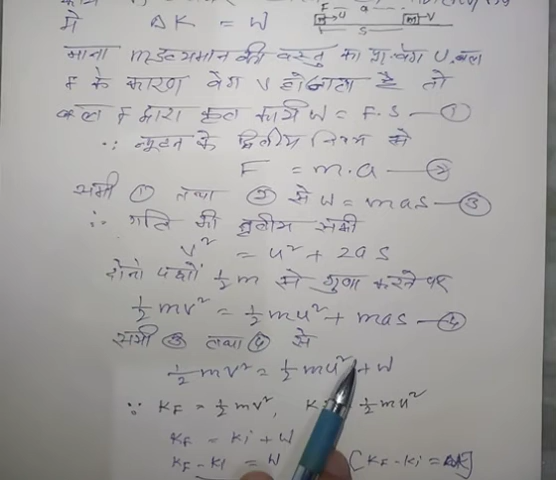 में ΔK = W
F a U m V S
माना m द्रव्यमान की वस्तु का प्रा. वेग U, बल
F के कारण वेग V हो जाता है तो
बल F द्वारा कृत कार्य W = F.S —①
∵ न्यूटन के द्वितीय नियम से
F = m.a —②
समी ① तथा ② से W = mas —③
∴ गति की तृतीय समी
V² = u² + 2as
दोनो पक्षों ½m से गुणा करने पर
½mv² = ½mu² + mas —④
समी ③ तथा ④ से
½mv² = ½mu² + W
∵ KF = ½mv², ½mu²
KF = Ki + W
KF - Ki = W [KF - Ki = ΔK]